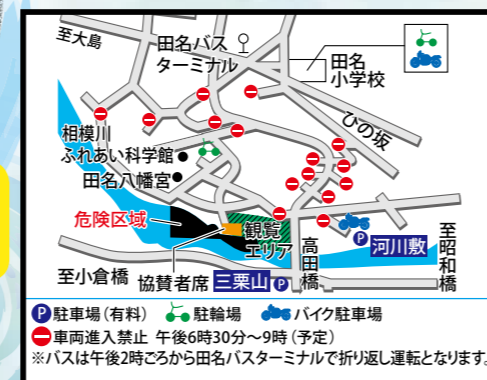 至大島
田名バス
ターミナル
田名
小学校
ひの坂
相模川
ふれあい科学館
田名八幡宮
危険区域
観覧
エリア
至小倉橋
協賛者席
三栗山
P
高田橋
P
河川敷
至昭和橋
P駐車場(有料) 駐輪場 バイク駐車場
車両進入禁止 午後6時30分~9時(予定)
※バスは午後2時ごろから田名バスターミナルで折り返し運転となります。